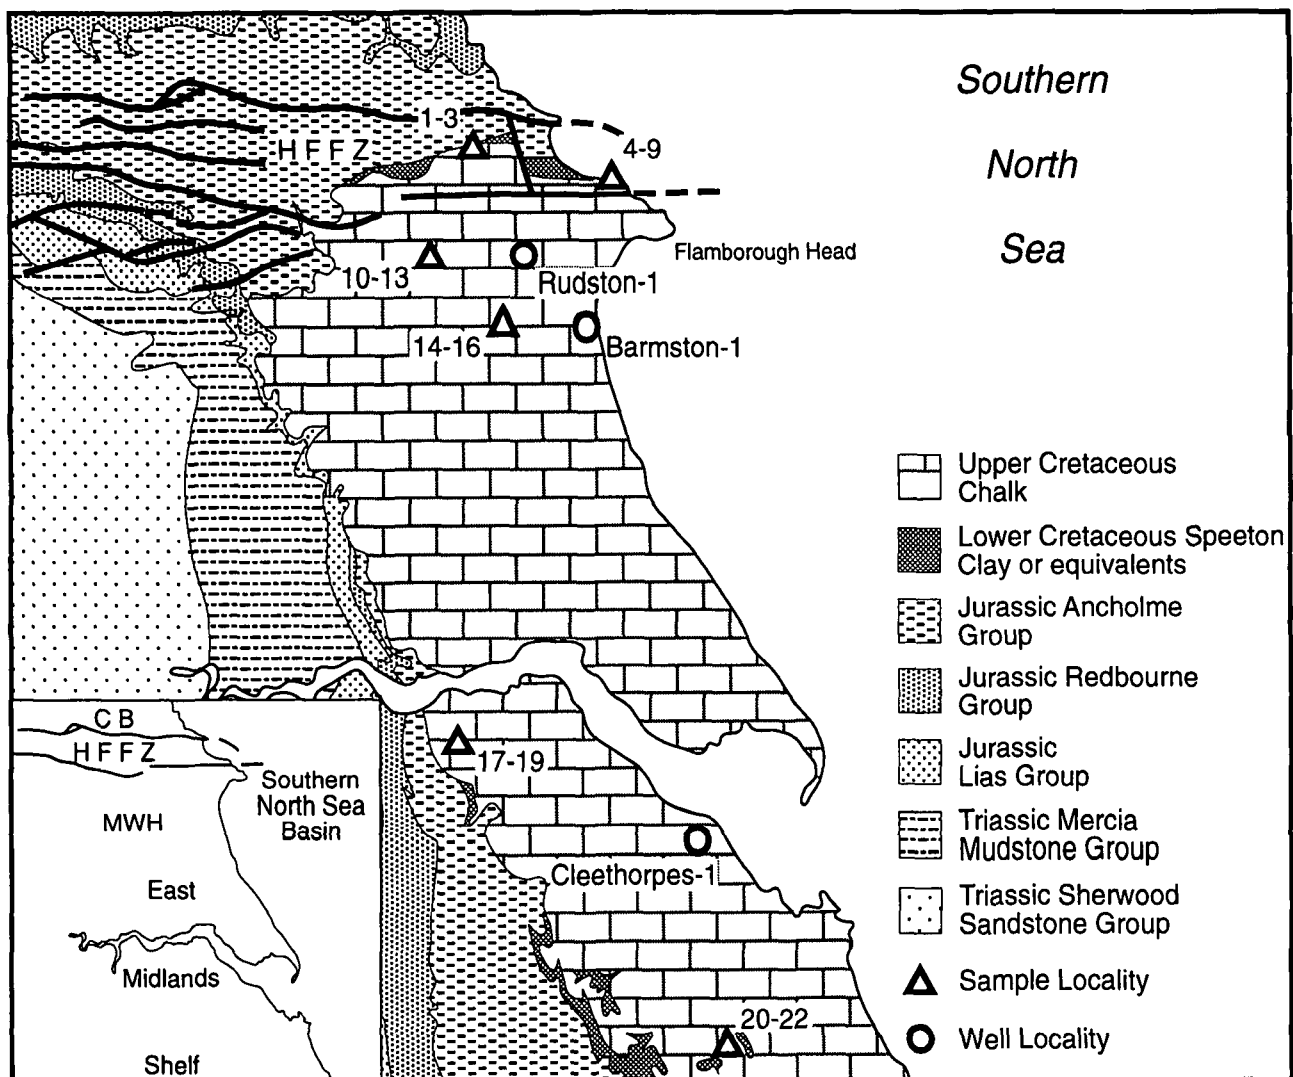 Southern
North
Sea
1-3
4-9
HFFZ
Flamborough Head
10-13
Rudston-1
14-16
Barmston-1
Upper Cretaceous
Chalk
Lower Cretaceous Speeton
Clay or equivalents
Jurassic Ancholme
Group
Jurassic Redbourne
Group
Jurassic
Lias Group
Triassic Mercia
Mudstone Group
Triassic Sherwood
Sandstone Group
Sample Locality
Well Locality
CB
HFFZ
Southern
North Sea
Basin
MWH
East
Midlands
Shelf
17-19
Cleethorpes-1
20-22